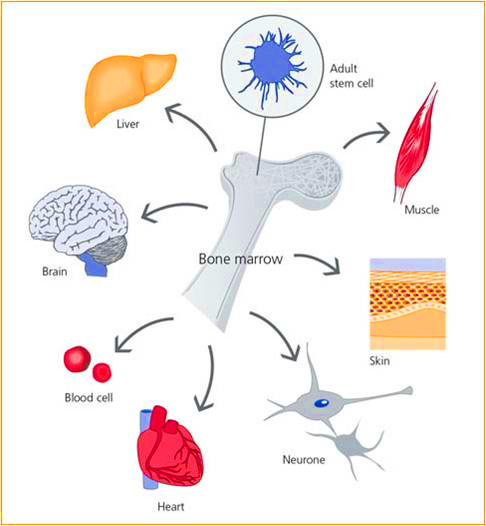 Adult
stem cell
Liver
Muscle
Brain
Bone marrow
Skin
Blood cell
Neurone
Heart